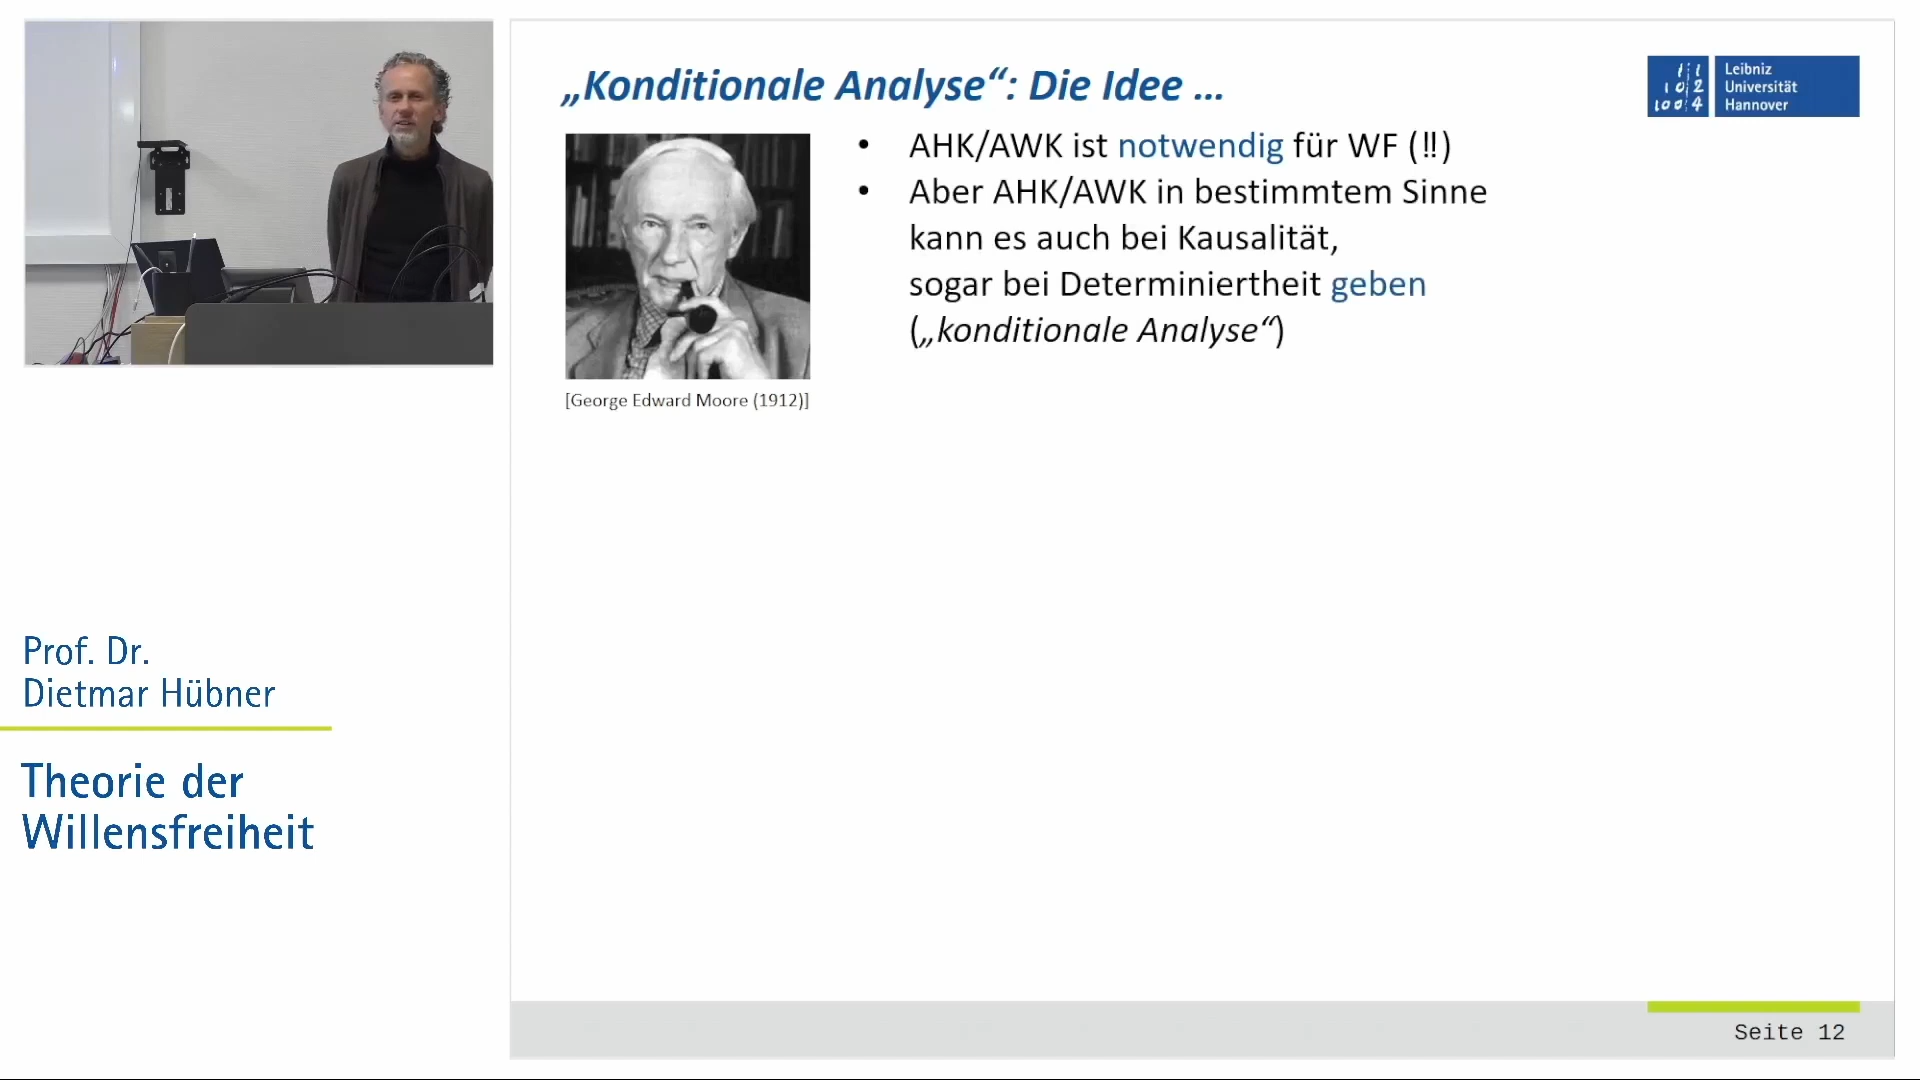 „Konditionale Analyse“: Die Idee ...
Leibniz
Universität
Hannover
• AHK/AWK ist notwendig für WF (!!)
• Aber AHK/AWK in bestimmtem Sinne
kann es auch bei Kausalität,
sogar bei Determiniertheit geben
(„konditionale Analyse“)
[George Edward Moore (1912)]
Prof. Dr.
Dietmar Hübner
Theorie der
Willensfreiheit
Seite 12